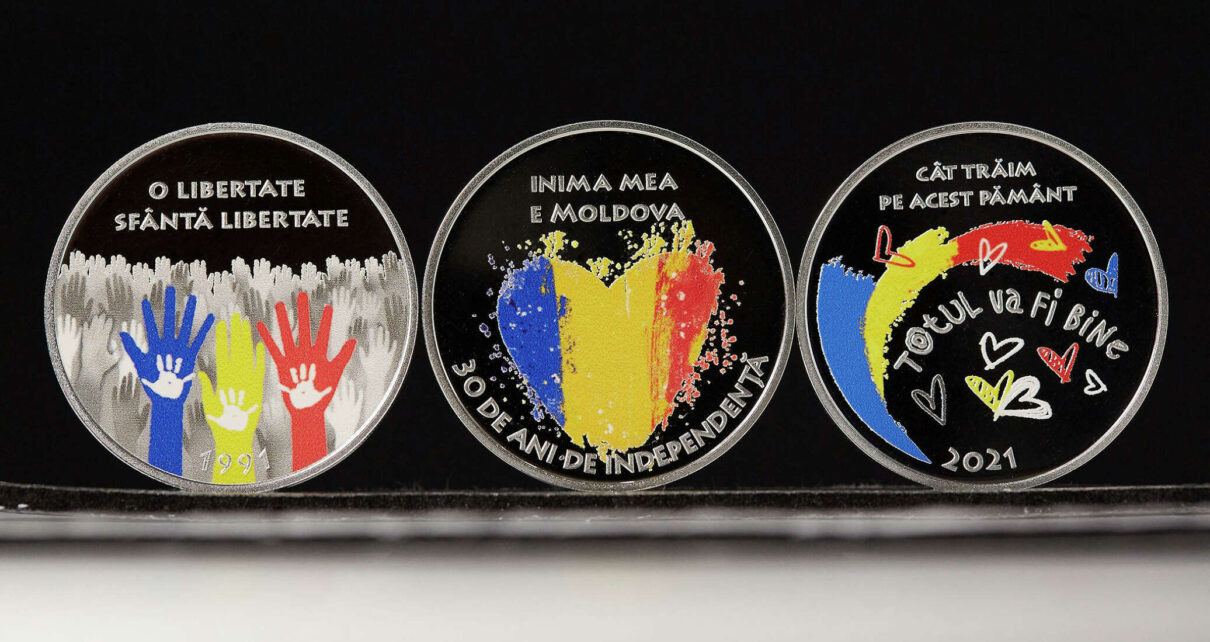 O LIBERTATE
SFÂNTĂ LIBERTATE
1991
INIMA MEA
E MOLDOVA
30 DE ANI DE INDEPENDENȚĂ
CÂT TRĂIM
PE ACEST PĂMÂNT
TOTUL Va Fi BiNe
2021